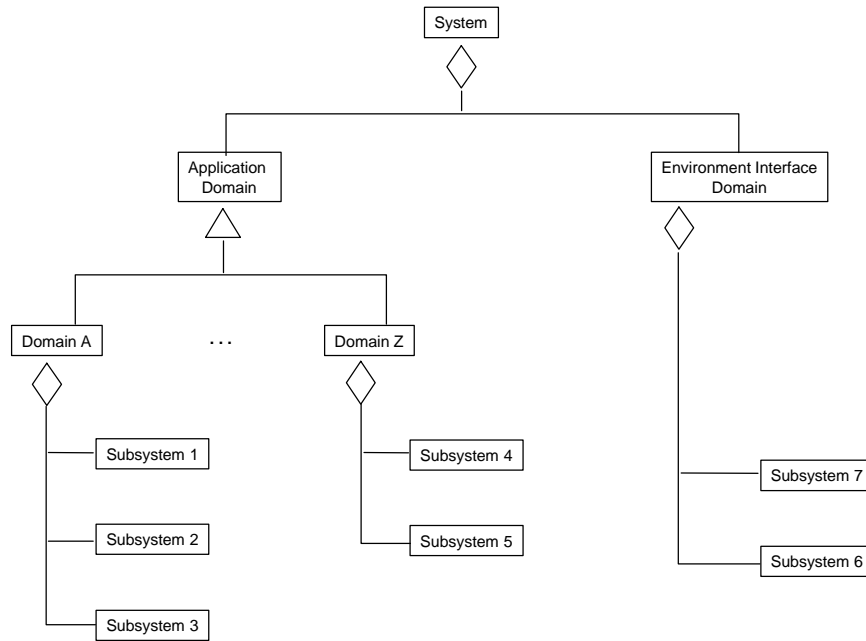 System
Application
Domain
Environment Interface
Domain
Domain A
...
Domain Z
Subsystem 1
Subsystem 4
Subsystem 7
Subsystem 2
Subsystem 5
Subsystem 6
Subsystem 3